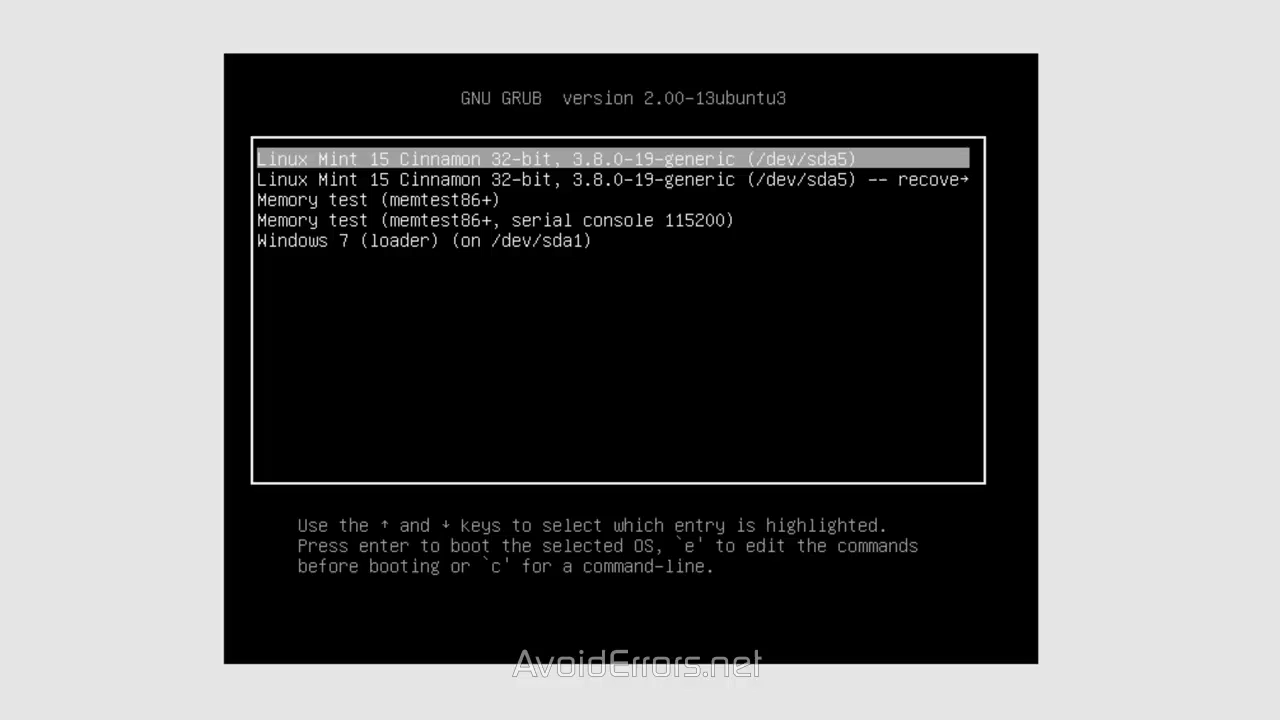 GNU GRUB  version 2.00-13ubuntu3
Linux Mint 15 Cinnamon 32-bit, 3.8.0-19-generic (/dev/sda5)
Linux Mint 15 Cinnamon 32-bit, 3.8.0-19-generic (/dev/sda5) -- recove→
Memory test (memtest86+)
Memory test (memtest86+, serial console 115200)
Windows 7 (loader) (on /dev/sda1)
Use the ↑ and ↓ keys to select which entry is highlighted.
Press enter to boot the selected OS, `e' to edit the commands
before booting or `c' for a command-line.
AvoidErrors.net